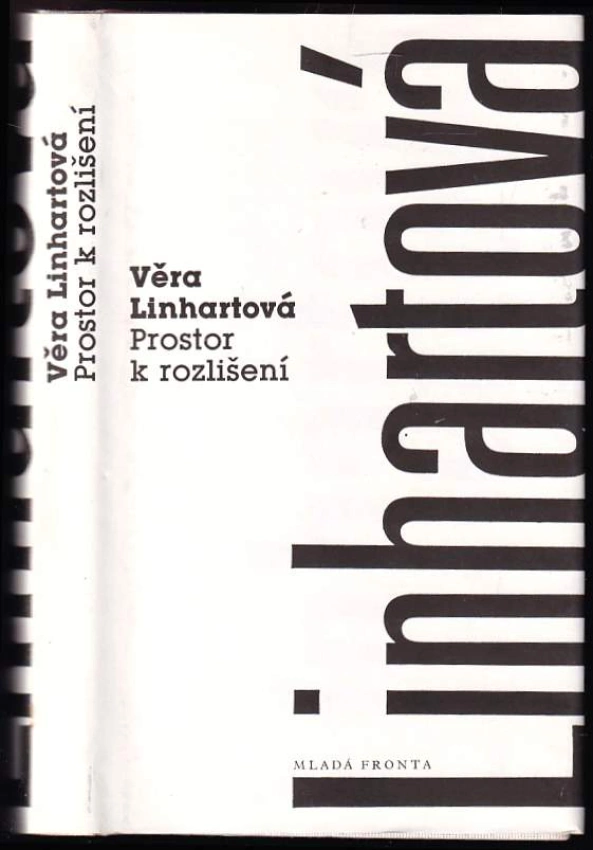 Věra Linhartová
Prostor k rozlišení
Věra
Linhartová
Prostor
k rozlišení
Linhartová
MLADÁ FRONTA